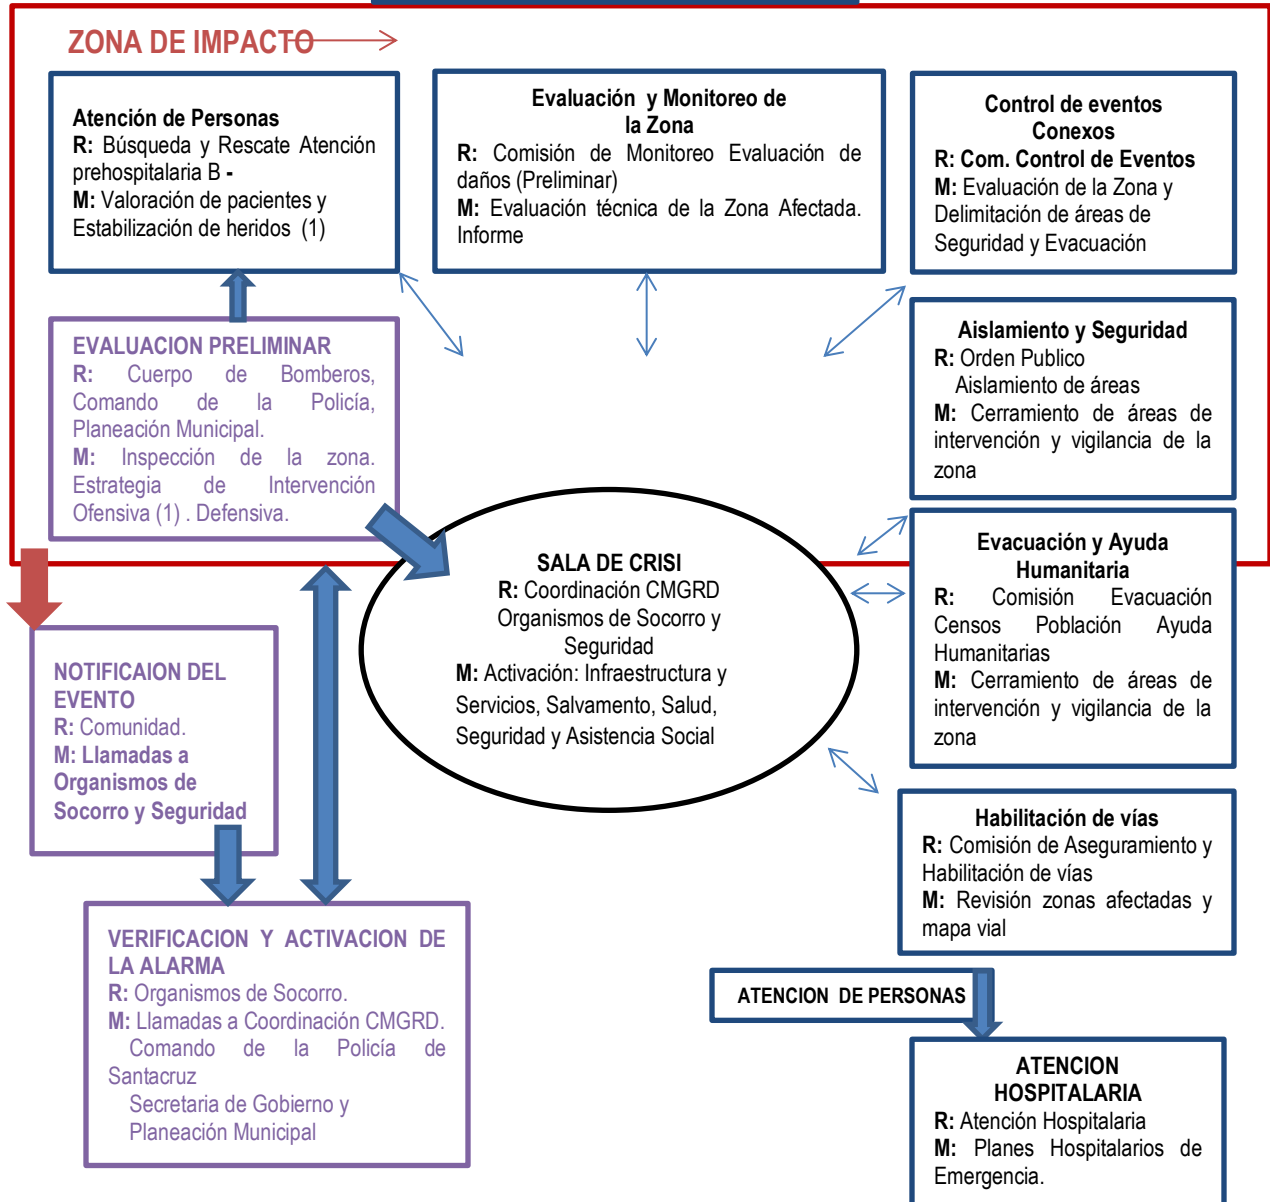 ZONA DE IMPACTO
Atención de Personas
R: Búsqueda y Rescate Atención
prehospitalaria B -
M: Valoración de pacientes y
Estabilización de heridos (1)
Evaluación y Monitoreo de
la Zona
R: Comisión de Monitoreo Evaluación de
daños (Preliminar)
M: Evaluación técnica de la Zona Afectada.
Informe
Control de eventos
Conexos
R: Com. Control de Eventos
M: Evaluación de la Zona y
Delimitación de áreas de
Seguridad y Evacuación
EVALUACION PRELIMINAR
R: Cuerpo de Bomberos,
Comando de la Policía,
Planeación Municipal.
M: Inspección de la zona.
Estrategia de Intervención
Ofensiva (1) . Defensiva.
Aislamiento y Seguridad
R: Orden Publico
Aislamiento de áreas
M: Cerramiento de áreas de
intervención y vigilancia de la
zona
SALA DE CRISI
R: Coordinación CMGRD
Organismos de Socorro y
Seguridad
M: Activación: Infraestructura y
Servicios, Salvamento, Salud,
Seguridad y Asistencia Social
Evacuación y Ayuda
Humanitaria
R: Comisión Evacuación
Censos Población Ayuda
Humanitarias
M: Cerramiento de áreas de
intervención y vigilancia de la
zona
NOTIFICAION DEL
EVENTO
R: Comunidad.
M: Llamadas a
Organismos de
Socorro y Seguridad
Habilitación de vías
R: Comisión de Aseguramiento y
Habilitación de vías
M: Revisión zonas afectadas y
mapa vial
VERIFICACION Y ACTIVACION DE
LA ALARMA
R: Organismos de Socorro.
M: Llamadas a Coordinación CMGRD.
Comando de la Policía de
Santacruz
Secretaria de Gobierno y
Planeación Municipal
ATENCION DE PERSONAS
ATENCION
HOSPITALARIA
R: Atención Hospitalaria
M: Planes Hospitalarios de
Emergencia.